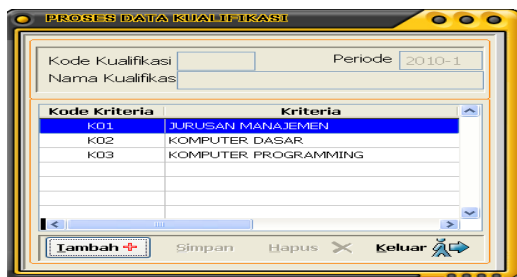 PROSES DATA KUALIFIKASI
Kode Kualifikasi Periode 2010-1
Nama Kualifikas
Kode Kriteria Kriteria
K01 JURUSAN MANAJEMEN
K02 KOMPUTER DASAR
K03 KOMPUTER PROGRAMMING
Tambah Simpan Hapus Keluar